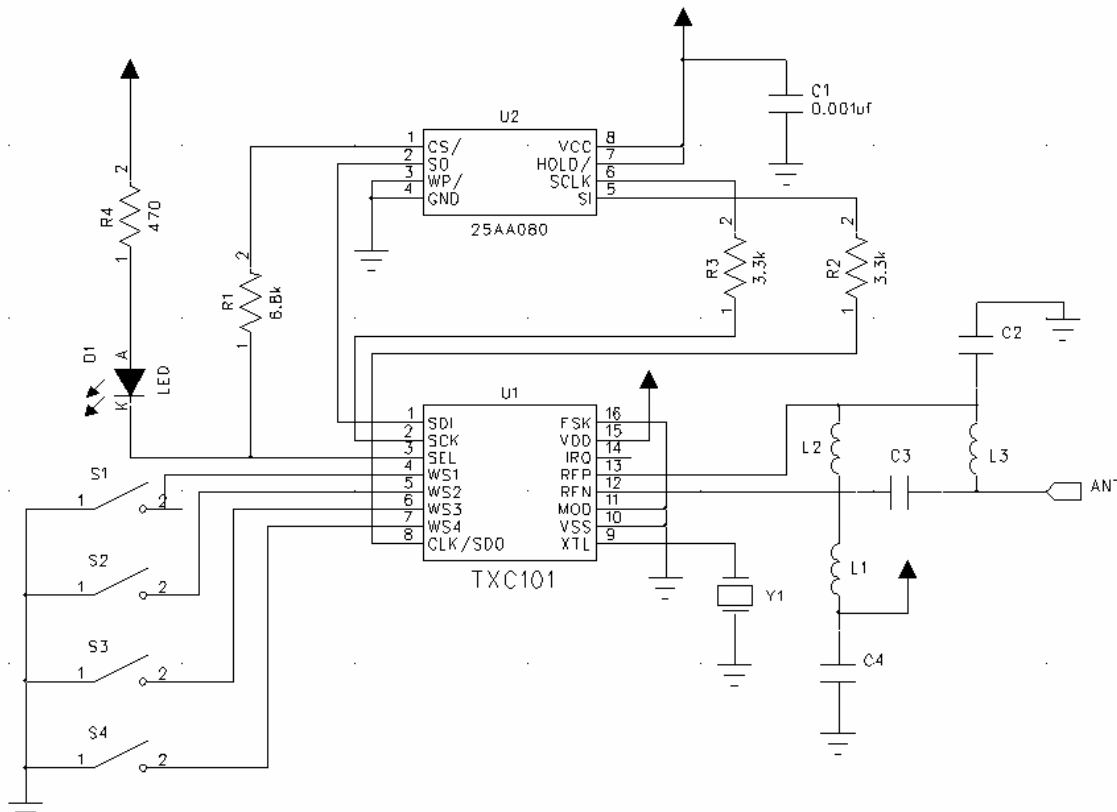 C1
0.001uf
U2
1 CS/ VCC 8
2 SO HOLD/ 7
3 WP/ SCLK 6
4 GND SI 5
25AA080
2
R4
470
1
2
R1
6.8k
1
2
R3
3.3k
1
2
R2
3.3k
1
C2
D1
A
LED
K
U1
1 SDI FSK 16
2 SCK VDD 15
3 SEL IRQ 14
4 WS1 RFP 13
5 WS2 RFN 12
6 WS3 MOD 11
7 WS4 VSS 10
8 CLK/SDO XTL 9
TXC101
L2
C3
L3
ANT
L1
Y1
C4
S1
1 2
S2
1 2
S3
1 2
S4
1 2